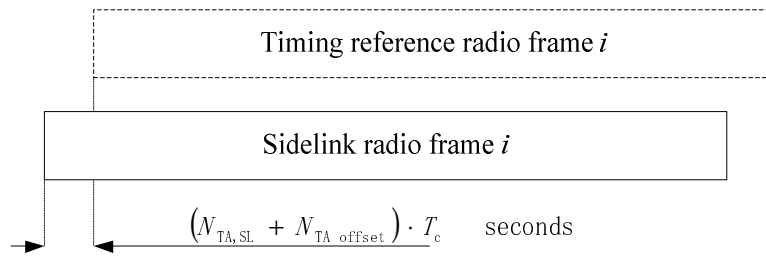 Timing reference radio frame i
Sidelink radio frame i
(N_TA,SL + N_TA offset) · T_c seconds